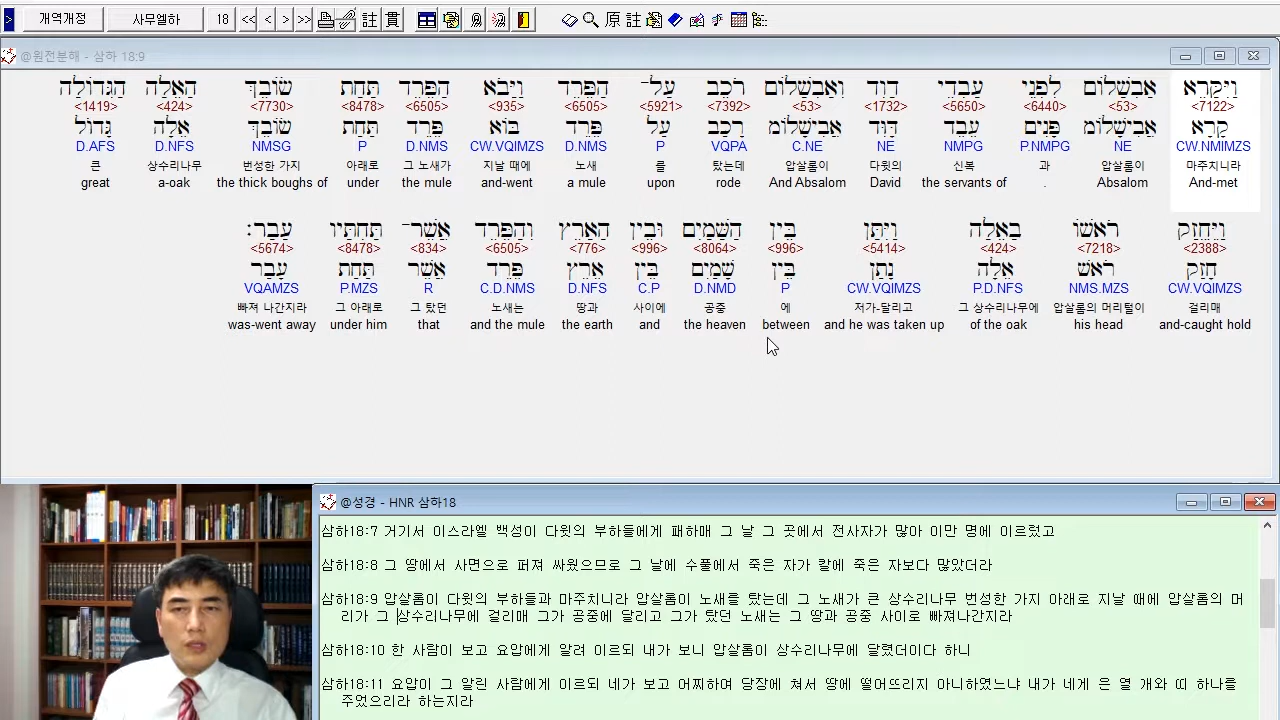 개역개정 사무엘하 18 << < > >> 註 貫 原 註
@원전분해 - 삼하 18:9
וַיִּקָּרֵא אַבְשָׁלוֹם לִפְנֵי עַבְדֵי דָוִד וְאַבְשָׁלוֹם רֹכֵב עַל־ הַפֶּרֶד וַיָּבֹא הַפֶּרֶד תַּחַת שׂוֹבֶךְ הָאֵלָה הַגְּדוֹלָה
<1419> <424> <7730> <8478> <6505> <935> <6505> <5921> <7392> <53> <1732> <5650> <6440> <53> <7122>
קָרָא אֲבִישָׁלוֹמ פָּנִים עֶבֶד דָּוִּד אֲבִישָׁלוֹמ רָכַב עַל פֶּרֶד בּוֹא פֶּרֶד תַּחַת שׂוֹבֶךְ אֵלָה גָּדוֹל
D.AFS D.NFS NMSG P D.NMS CW.VQIMZS D.NMS P VQPA C.NE NE NMPG P.NMPG NE CW.NMIMZS
큰 상수리나무 번성한 가지 아래로 그 노새가 지날 때에 노새 를 탔는데 압살롬이 다윗의 신복 과 압살롬이 마주치니라
great a-oak the thick boughs of under the mule and-went a mule upon rode And Absalom David the servants of . Absalom And-met
וַיֶּחֱזַק רֹאשׁוֹ בָאֵלָה וַיֻּתַּן בֵּין הַשָּׁמַיִם וּבֵין הָאָרֶץ וְהַפֶּרֶד אֲשֶׁר־ תַּחְתָּיו עָבָר׃
<5674> <8478> <834> <6505> <776> <996> <8064> <996> <5414> <424> <7218> <2388>
חָזַק רֹאשׁ אֵלָה נָתַן בֵּין שָׁמַיִם בֵּין אֶרֶץ פֶּרֶד אֲשֶׁר תַּחַת עָבַר
VQAMZS P.MZS R C.D.NMS D.NFS C.P D.NMD P CW.VQIMZS P.D.NFS NMS.MZS CW.VQIMZS
빠져 나간지라 그 아래로 그 탔던 노새는 땅과 사이에 공중 에 저가-달리고 그 상수리나무에 압살롬의 머리털이 걸리매
was-went away under him that and the mule the earth and the heaven between and he was taken up of the oak his head and-caught hold
@성경 - HNR 삼하18
삼하18:7 거기서 이스라엘 백성이 다윗의 부하들에게 패하매 그 날 그 곳에서 전사자가 많아 이만 명에 이르렀고
삼하18:8 그 땅에서 사면으로 퍼져 싸웠으므로 그 날에 수풀에서 죽은 자가 칼에 죽은 자보다 많았더라
삼하18:9 압살롬이 다윗의 부하들과 마주치니라 압살롬이 노새를 탔는데 그 노새가 큰 상수리나무 번성한 가지 아래로 지날 때에 압살롬의 머
리가 그 상수리나무에 걸리매 그가 공중에 달리고 그가 탔던 노새는 그 땅과 공중 사이로 빠져나간지라
삼하18:10 한 사람이 보고 요압에게 알려 이르되 내가 보니 압살롬이 상수리나무에 달렸더이다 하니
삼하18:11 요압이 그 알린 사람에게 이르되 네가 보고 어찌하여 당장에 쳐서 땅에 떨어뜨리지 아니하였느냐 내가 네게 은 열 개와 띠 하나를
주었으리라 하는지라